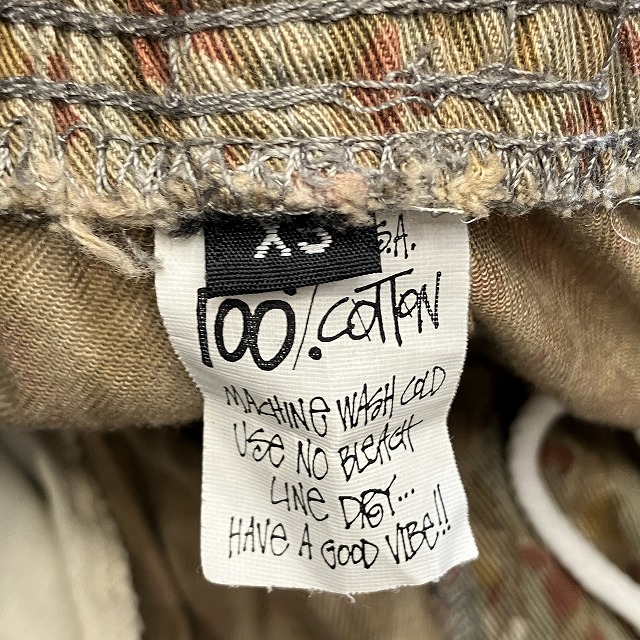 XS
S.A.
100% COTTON
MACHINE WASH COLD
USE NO BLEACH
LINE DRY...
HAVE A GOOD VIBE!!